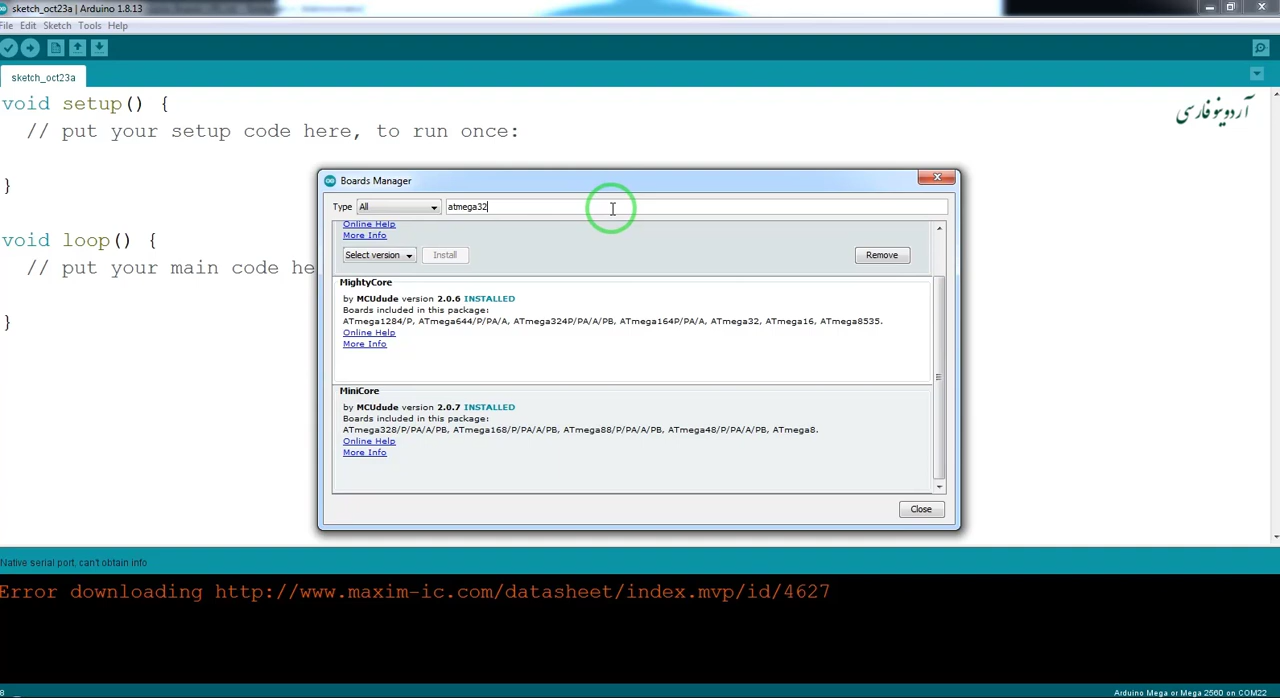 sketch_oct23a | Arduino 1.8.13
File Edit Sketch Tools Help
sketch_oct23a
void setup() {
// put your setup code here, to run once:
}
void loop() {
// put your main code he
}
آردوینو فارسی
Boards Manager
Type All atmega32
Online Help
More Info
Select version Install Remove
MightyCore
by MCUdude version 2.0.6 INSTALLED
Boards included in this package:
ATmega1284/P, ATmega644/P/PA/A, ATmega324P/PA/A/PB, ATmega164P/PA/A, ATmega32, ATmega16, ATmega8535.
Online Help
More Info
MiniCore
by MCUdude version 2.0.7 INSTALLED
Boards included in this package:
ATmega328/P/PA/A/PB, ATmega168/P/PA/A/PB, ATmega88/P/PA/A/PB, ATmega48/P/PA/A/PB, ATmega8.
Online Help
More Info
Close
Native serial port, can't obtain info
Error downloading http://www.maxim-ic.com/datasheet/index.mvp/id/4627
8 Arduino Mega or Mega 2560 on COM22